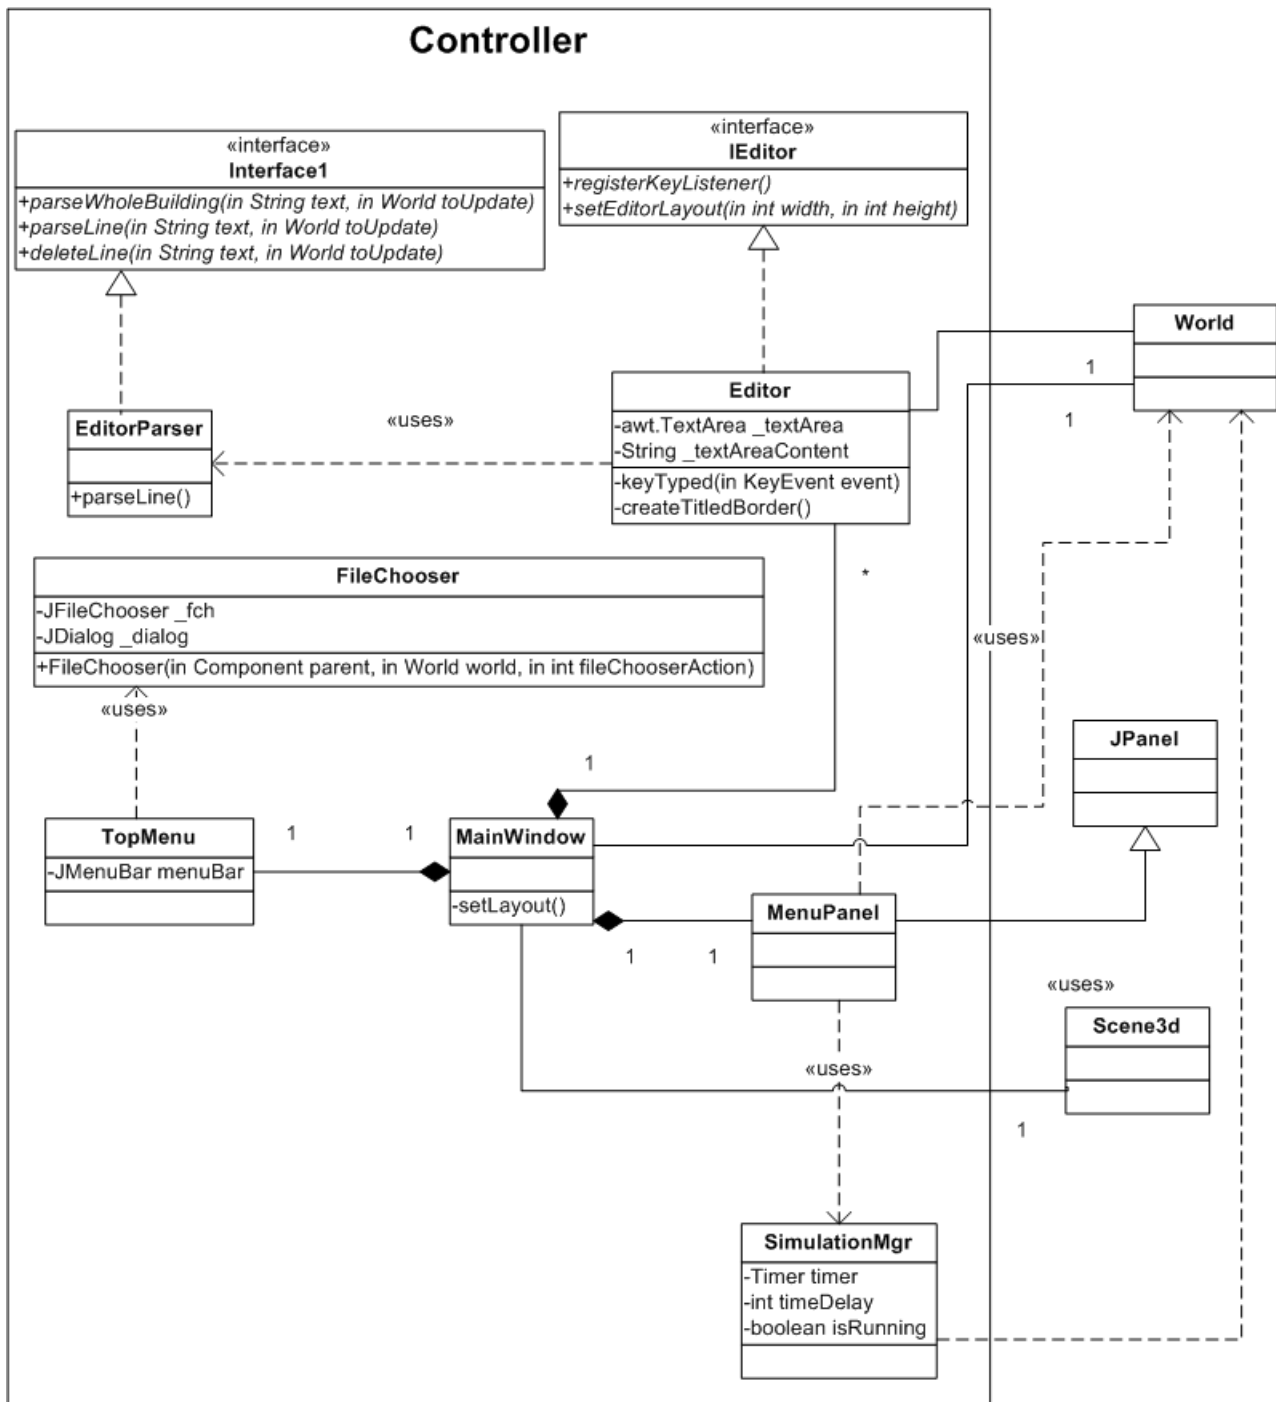 Controller
«interface»
Interface1
+parseWholeBuilding(in String text, in World toUpdate)
+parseLine(in String text, in World toUpdate)
+deleteLine(in String text, in World toUpdate)
«interface»
IEditor
+registerKeyListener()
+setEditorLayout(in int width, in int height)
World
1
1
Editor
-awt.TextArea _textArea
-String _textAreaContent
-keyTyped(in KeyEvent event)
-createTitledBorder()
«uses»
EditorParser
+parseLine()
*
FileChooser
-JFileChooser _fch
-JDialog _dialog
+FileChooser(in Component parent, in World world, in int fileChooserAction)
«uses»
«uses»
JPanel
1
TopMenu
-JMenuBar menuBar
1
1
MainWindow
-setLayout()
1
1
MenuPanel
«uses»
Scene3d
«uses»
1
SimulationMgr
-Timer timer
-int timeDelay
-boolean isRunning